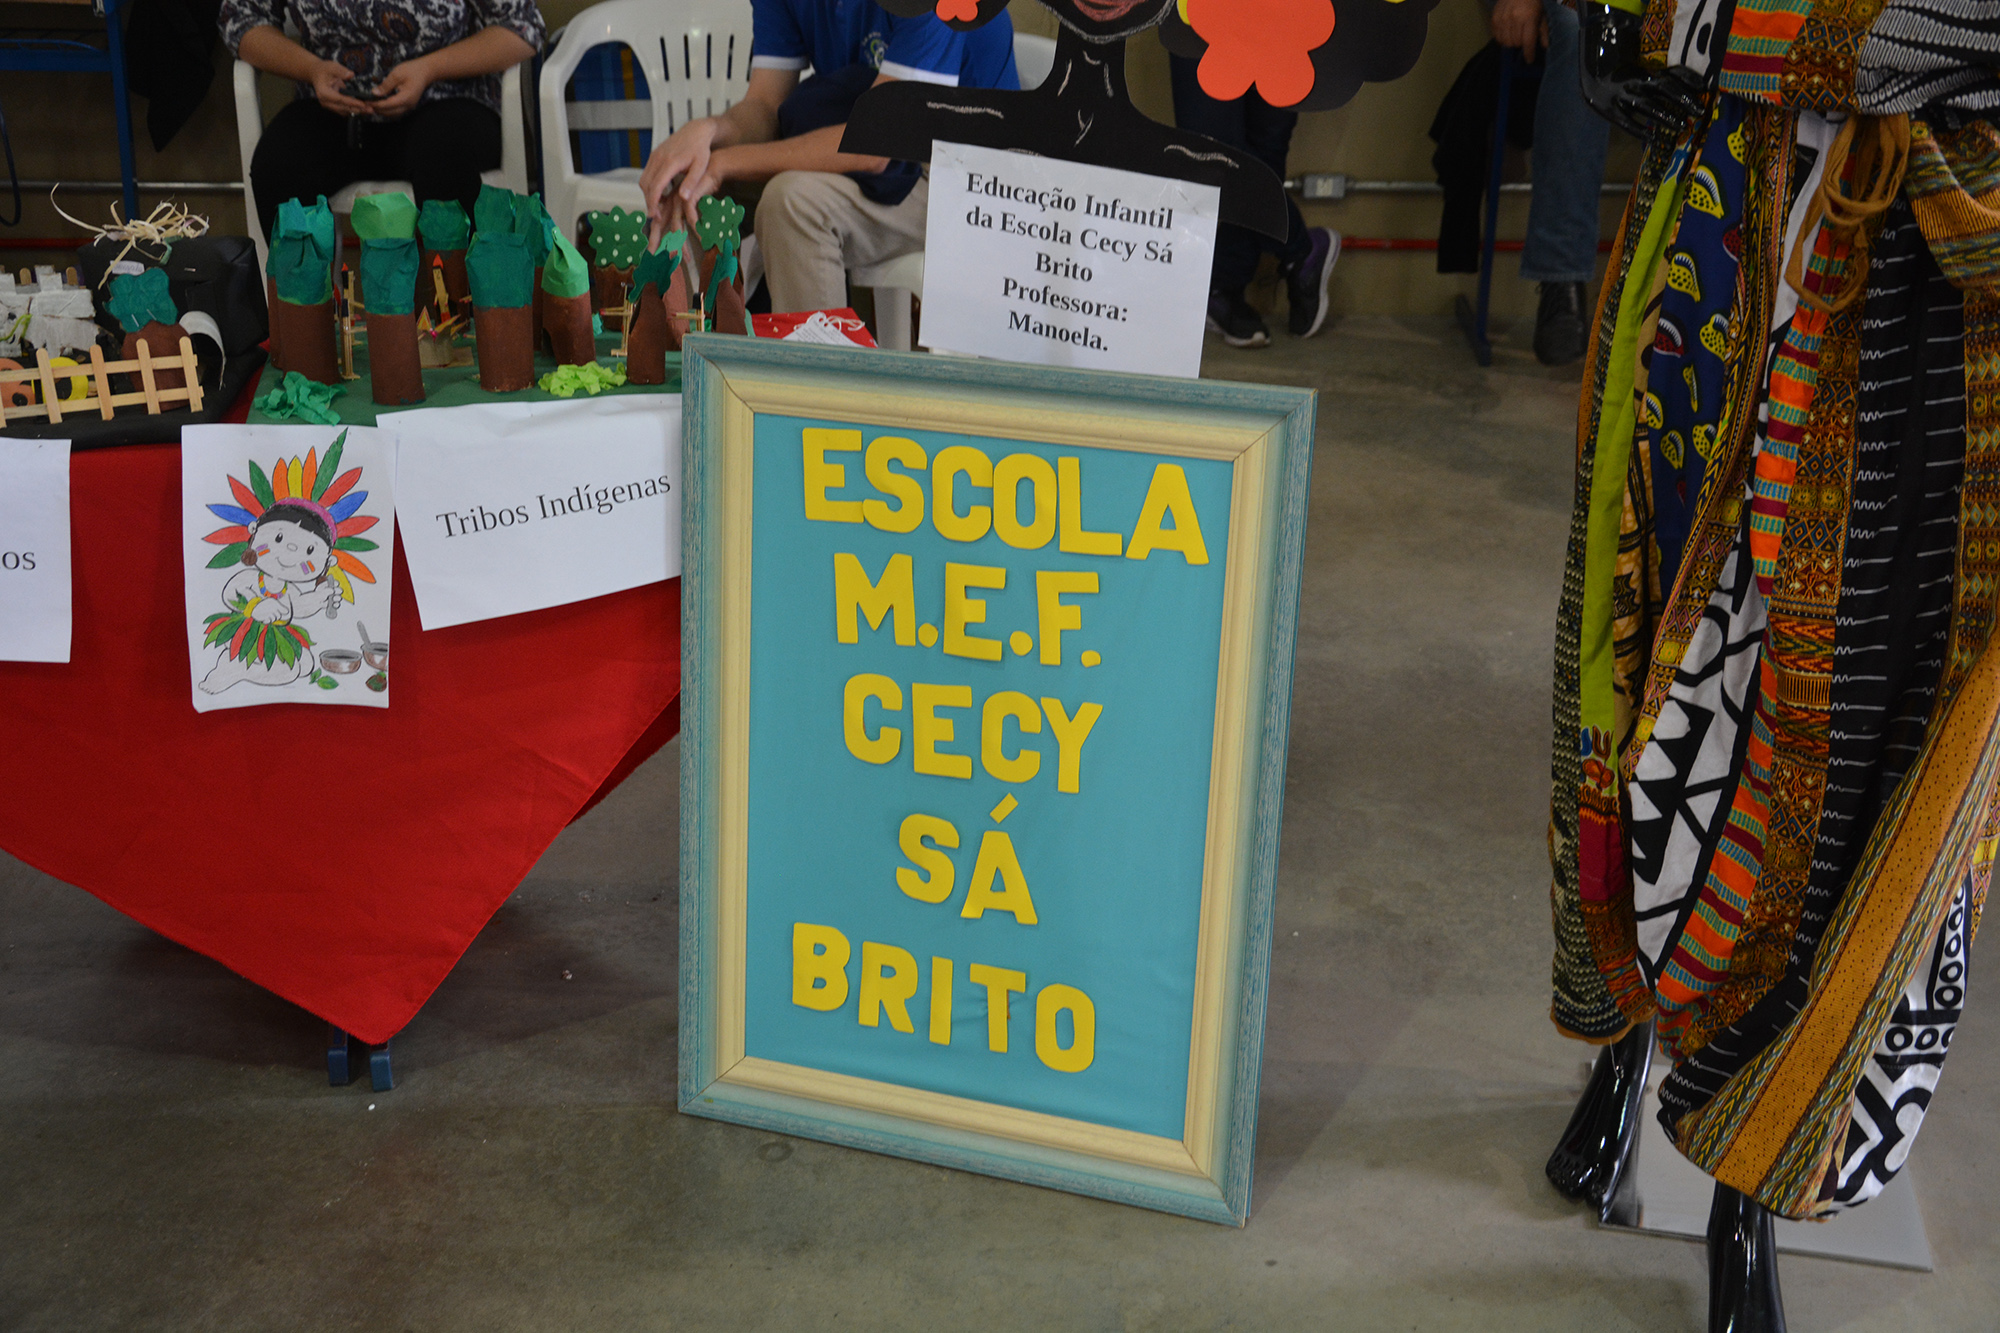 Educação Infantil
da Escola Cecy Sá
Brito
Professora:
Manoela.
Tribos Indígenas
ESCOLA
M.E.F.
CECY
SÁ
BRITO